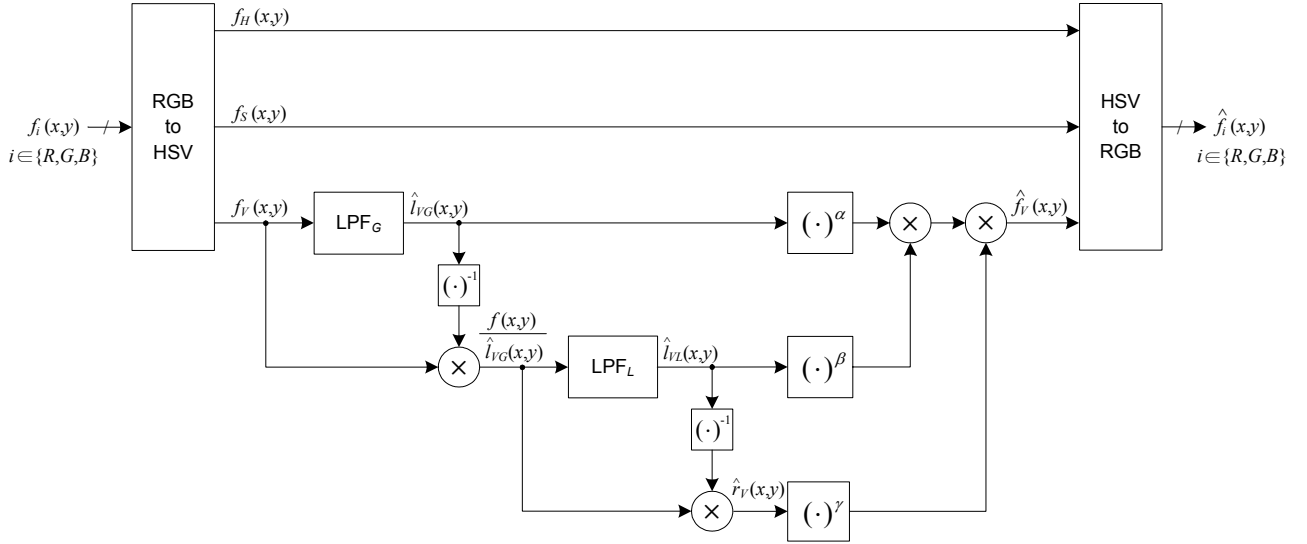 f_H(x,y)
RGB
to
HSV
HSV
to
RGB
f_i(x,y)
i∈{R,G,B}
f_S(x,y)
f̂_i(x,y)
i∈{R,G,B}
f_V(x,y)
LPF_G
l̂_VG(x,y)
(·)^α
×
×
f̂_V(x,y)
(·)^-1
×
f(x,y)
l̂_VG(x,y)
LPF_L
l̂_VL(x,y)
(·)^β
(·)^-1
×
r̂_V(x,y)
(·)^γ